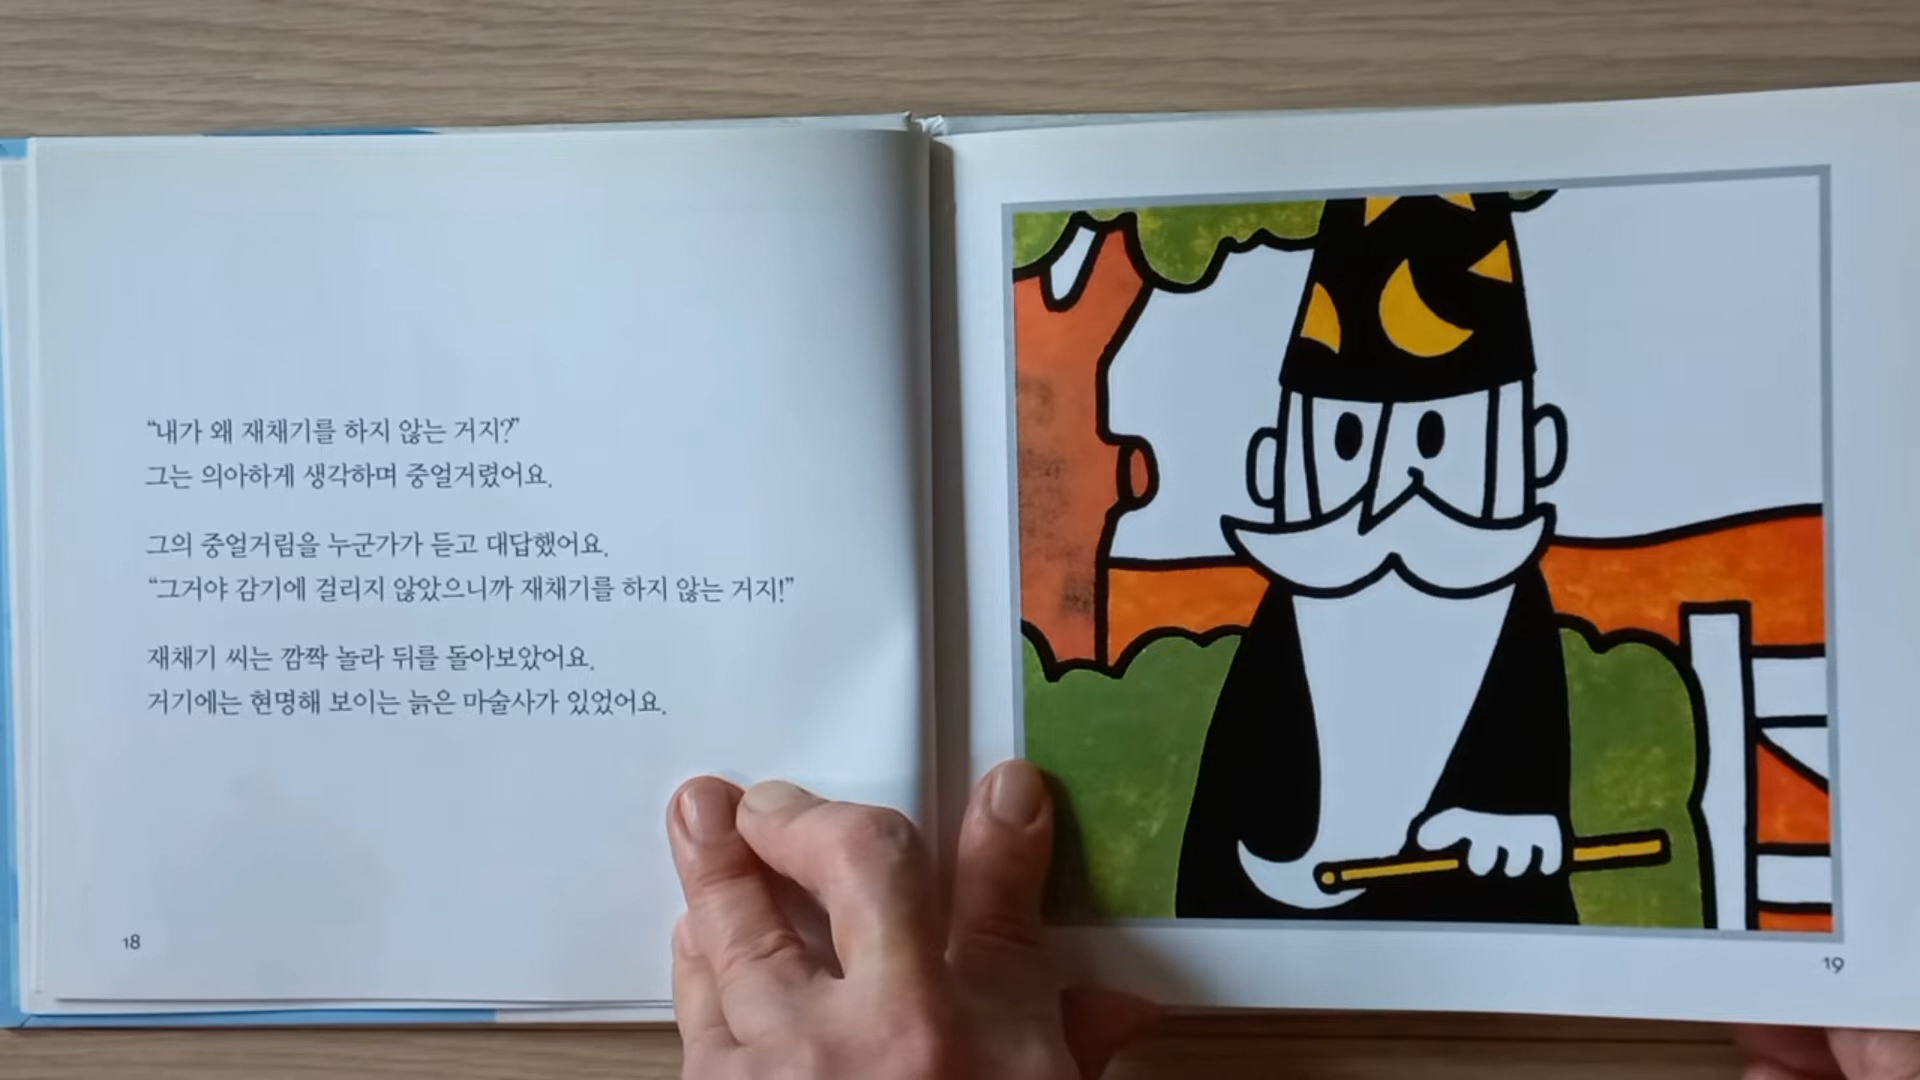 “내가 왜 재채기를 하지 않는 거지?”
그는 의아하게 생각하며 중얼거렸어요.
그의 중얼거림을 누군가가 듣고 대답했어요.
“그거야 감기에 걸리지 않았으니까 재채기를 하지 않는 거지!”
재채기 씨는 깜짝 놀라 뒤를 돌아보았어요.
거기에는 현명해 보이는 늙은 마술사가 있었어요.
18
19